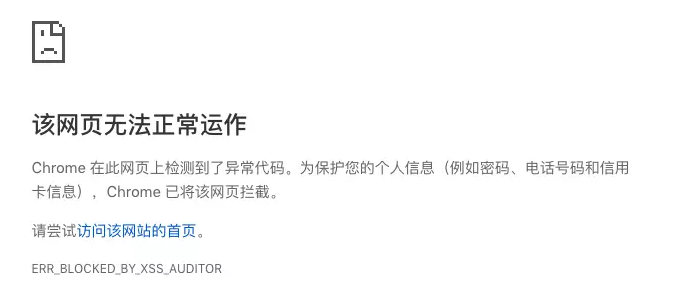 该网页无法正常运作
Chrome 在此网页上检测到了异常代码。为保护您的个人信息（例如密码、电话号码和信用
卡信息），Chrome 已将该网页拦截。
请尝试访问该网站的首页。
ERR_BLOCKED_BY_XSS_AUDITOR